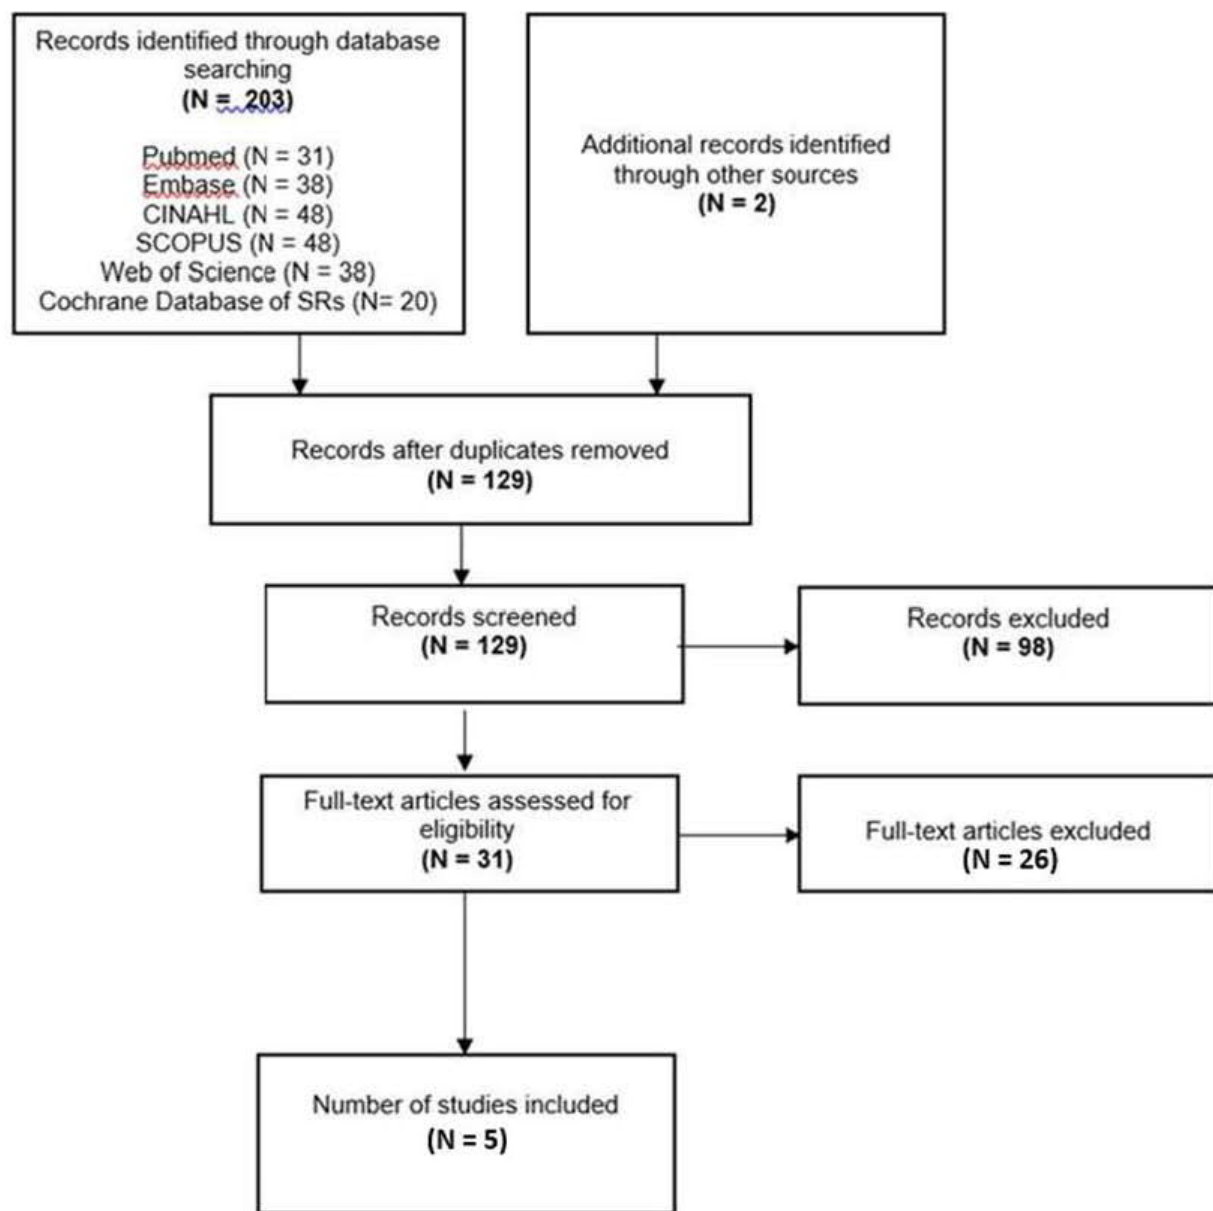 Records identified through database
searching
(N = 203)
Pubmed (N = 31)
Embase (N = 38)
CINAHL (N = 48)
SCOPUS (N = 48)
Web of Science (N = 38)
Cochrane Database of SRs (N= 20)
Additional records identified
through other sources
(N = 2)
Records after duplicates removed
(N = 129)
Records screened
(N = 129)
Records excluded
(N = 98)
Full-text articles assessed for
eligibility
(N = 31)
Full-text articles excluded
(N = 26)
Number of studies included
(N = 5)